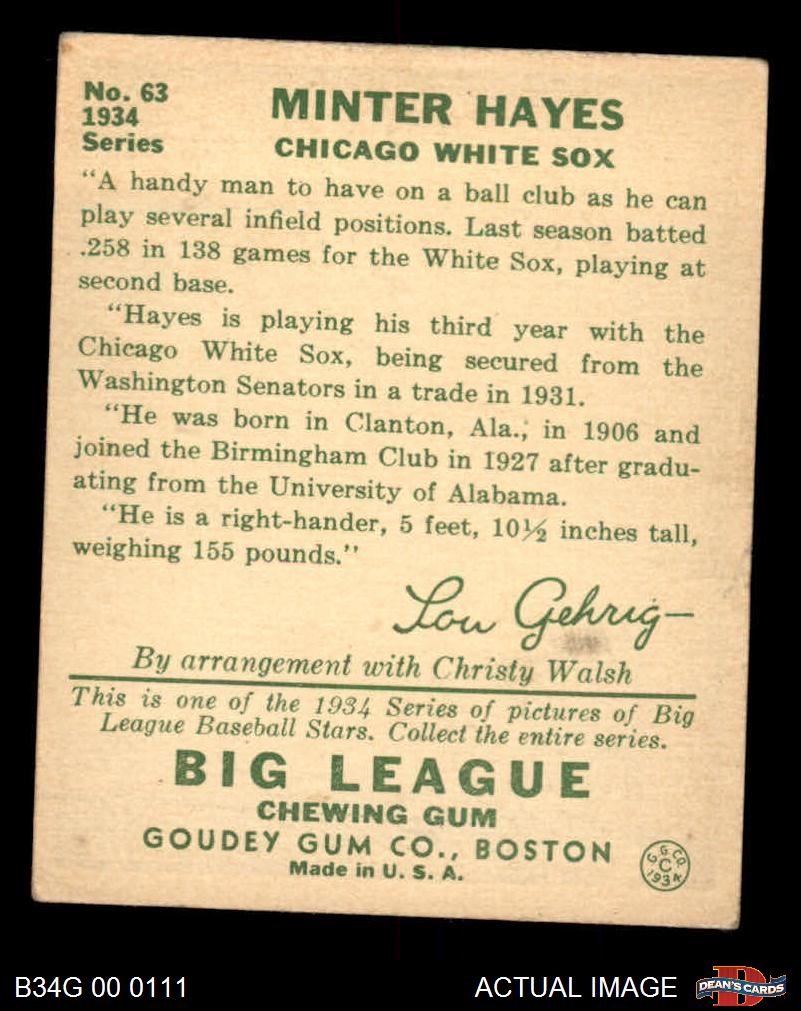 No. 63
1934
Series
MINTER HAYES
CHICAGO WHITE SOX
"A handy man to have on a ball club as he can
play several infield positions. Last season batted
.258 in 138 games for the White Sox, playing at
second base.
"Hayes is playing his third year with the
Chicago White Sox, being secured from the
Washington Senators in a trade in 1931.
"He was born in Clanton, Ala., in 1906 and
joined the Birmingham Club in 1927 after gradu-
ating from the University of Alabama.
"He is a right-hander, 5 feet, 10½ inches tall,
weighing 155 pounds."
Lou Gehrig—
By arrangement with Christy Walsh
This is one of the 1934 Series of pictures of Big
League Baseball Stars. Collect the entire series.
BIG LEAGUE
CHEWING GUM
GOUDEY GUM CO., BOSTON
Made in U. S. A.
G.G.CO.
C
1934
B34G 00 0111
ACTUAL IMAGE
D
DEAN'S CARDS